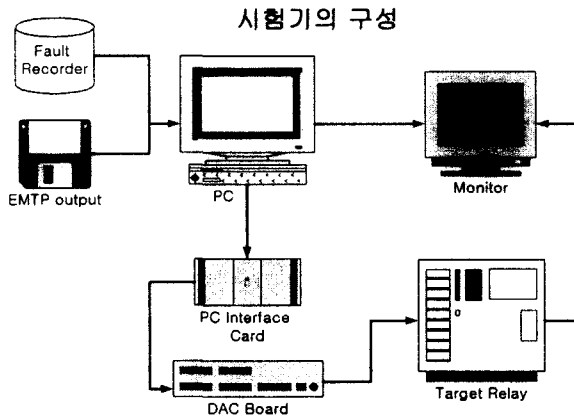 시험기의 구성
Fault
Recorder
EMTP output
PC
Monitor
PC Interface
Card
DAC Board
Target Relay